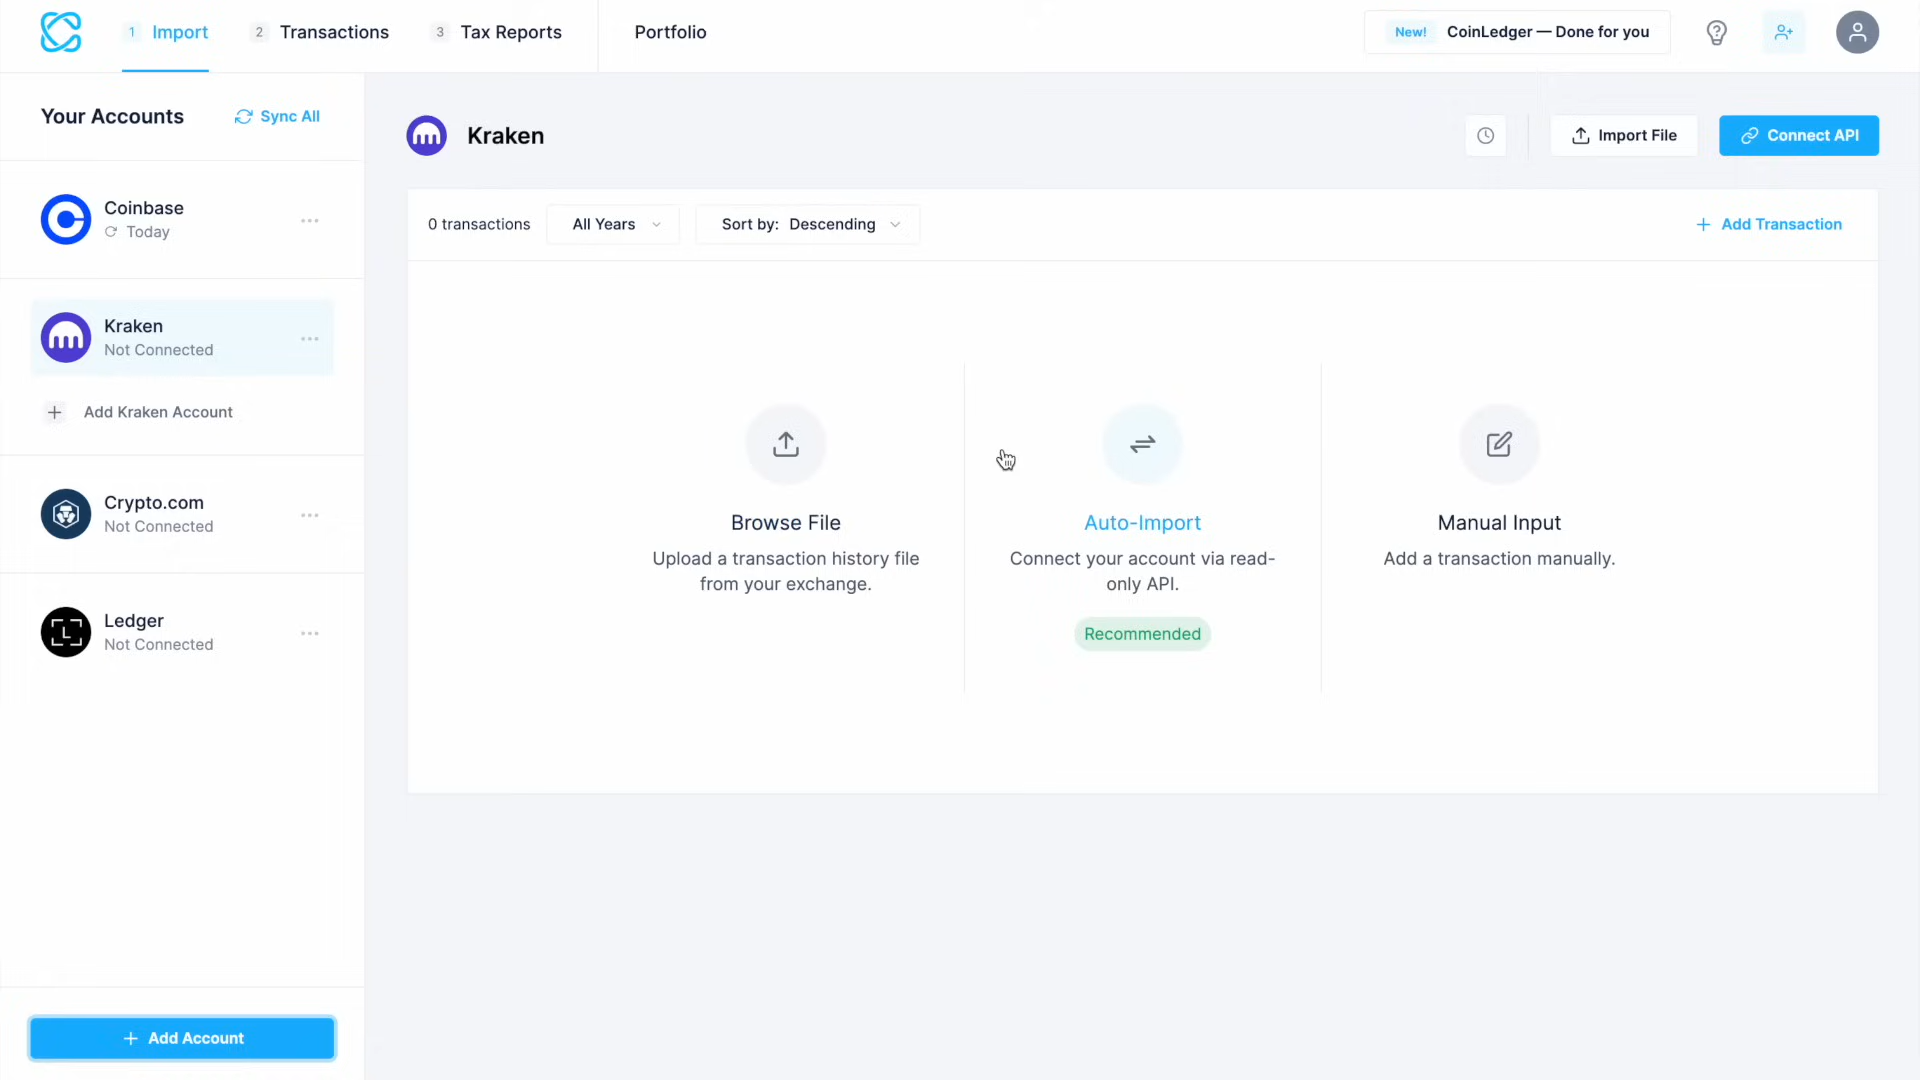 1 Import
2 Transactions
3 Tax Reports
Portfolio
New! CoinLedger — Done for you
Your Accounts
Sync All
Coinbase
Today
Kraken
Not Connected
Add Kraken Account
Crypto.com
Not Connected
Ledger
L
Not Connected
Add Account
Kraken
Import File
Connect API
0 transactions
All Years
Sort by: Descending
Add Transaction
Browse File
Upload a transaction history file
from your exchange.
Auto-Import
Connect your account via read-
only API.
Recommended
Manual Input
Add a transaction manually.